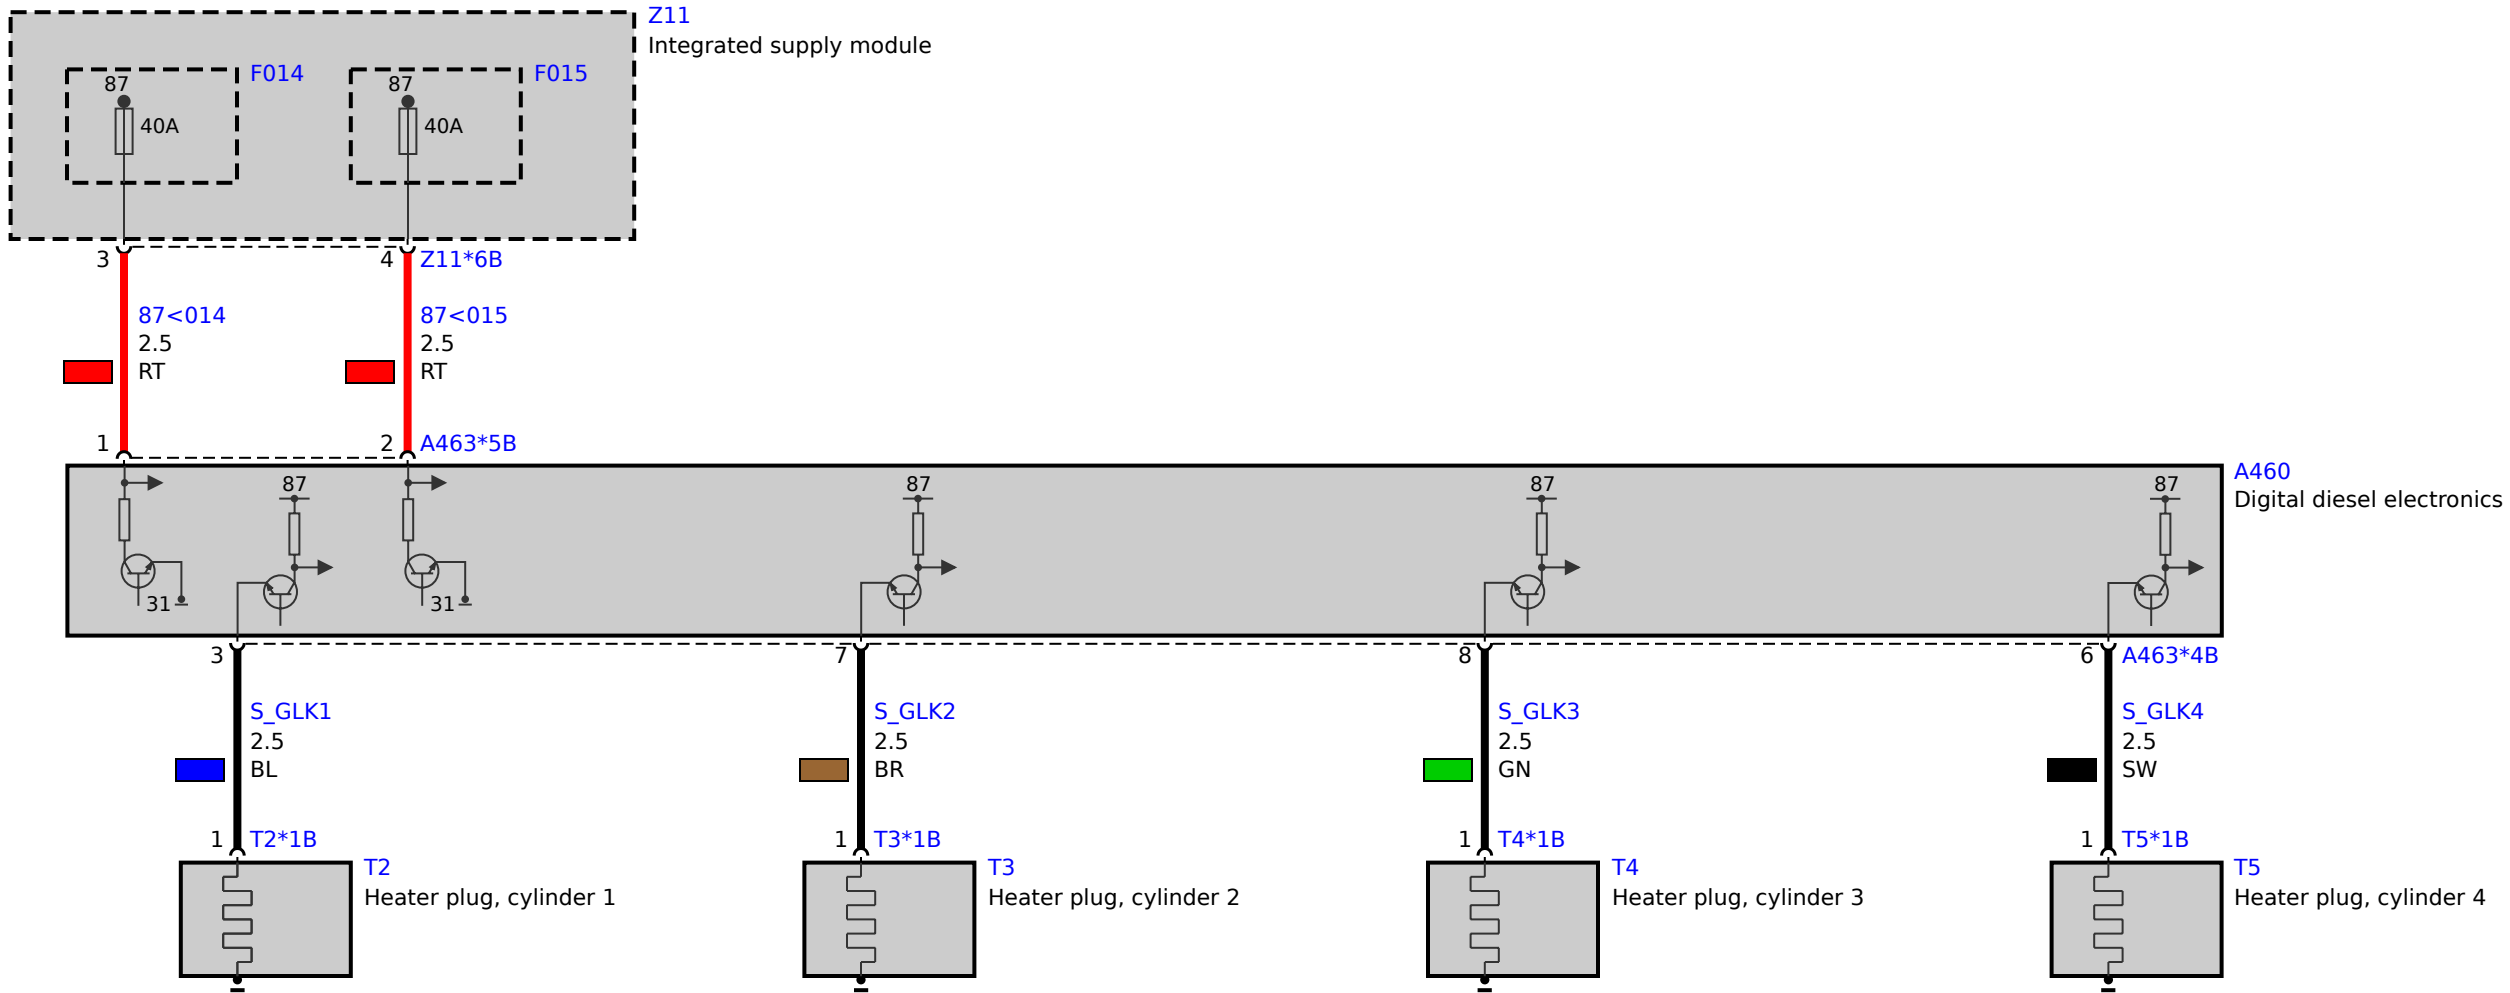 Z11
Integrated supply module
F014
F015
87
87
40A
40A
3
4
Z11*6B
87<014
87<015
2.5
2.5
RT
RT
1
2
A463*5B
A460
Digital diesel electronics
87
87
87
87
31
31
3
7
8
6
A463*4B
S_GLK1
S_GLK2
S_GLK3
S_GLK4
2.5
2.5
2.5
2.5
BL
BR
GN
SW
1
T2*1B
1
T3*1B
1
T4*1B
1
T5*1B
T2
T3
T4
T5
Heater plug, cylinder 1
Heater plug, cylinder 2
Heater plug, cylinder 3
Heater plug, cylinder 4